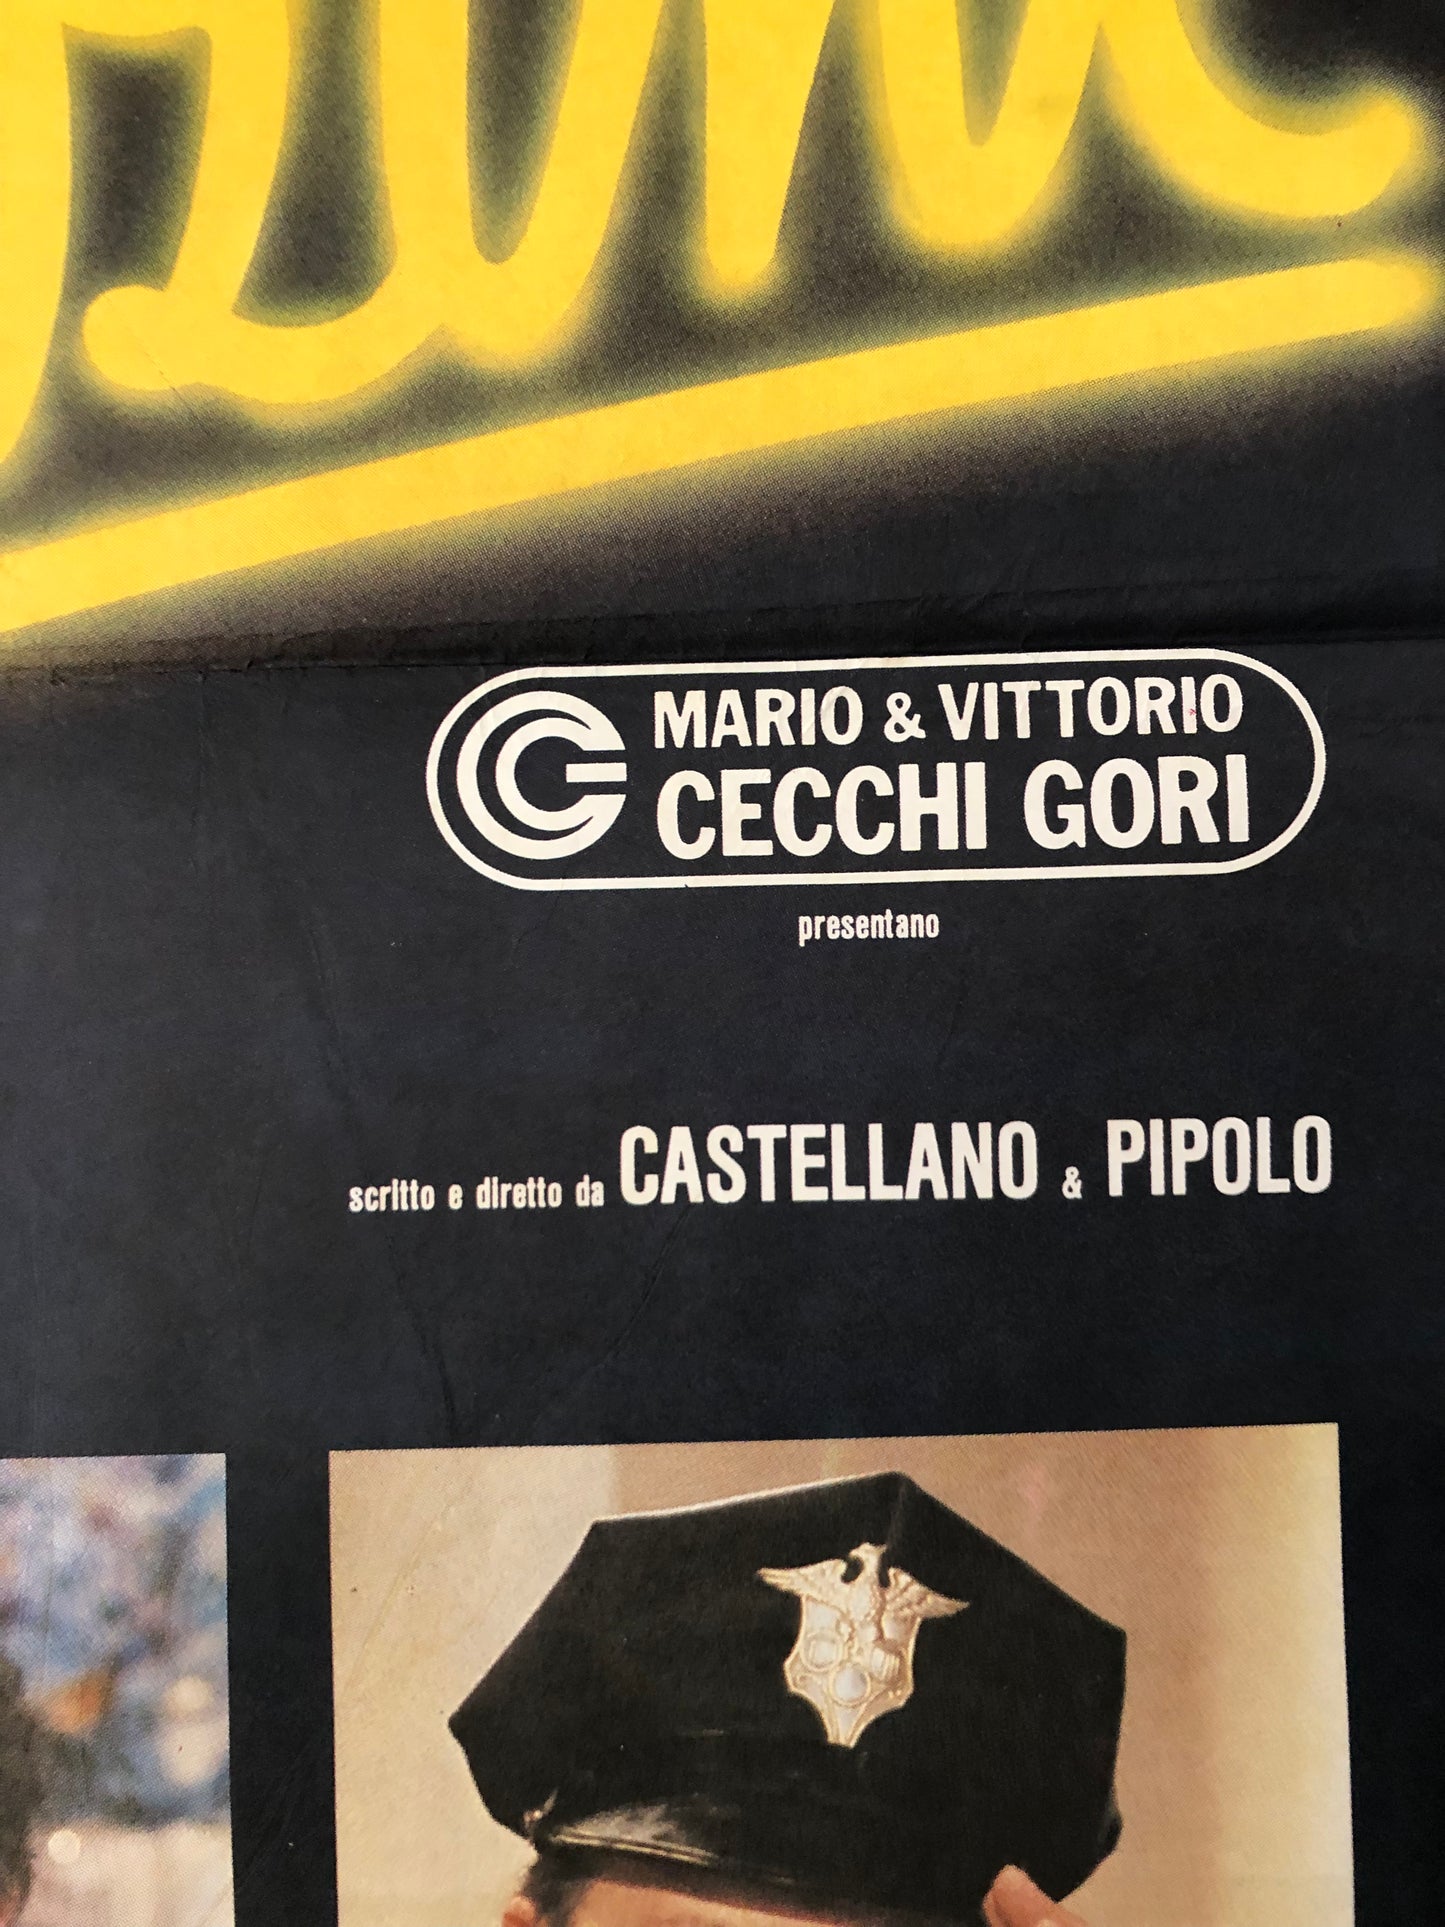 MARIO & VITTORIO
CECCHI GORI
presentano
scritto e diretto da CASTELLANO & PIPOLO